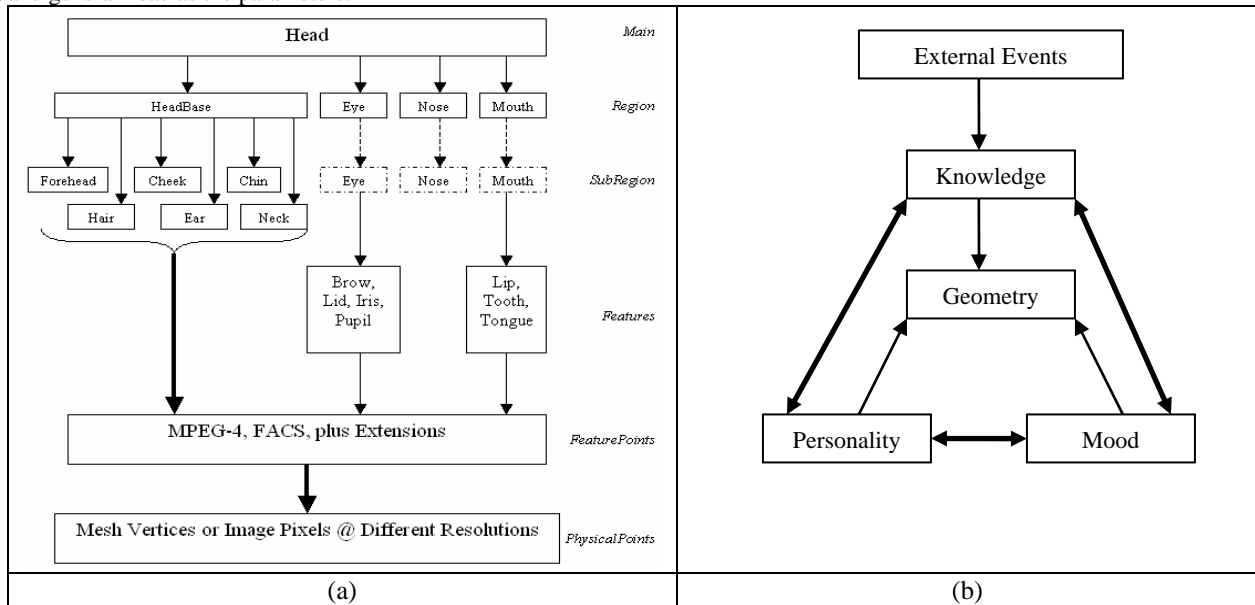 Head
Main
HeadBase
Eye
Nose
Mouth
Region
Forehead
Cheek
Chin
Eye
Nose
Mouth
SubRegion
Hair
Ear
Neck
Brow,
Lid, Iris,
Pupil
Lip,
Tooth,
Tongue
Features
MPEG-4, FACS, plus Extensions
FeaturePoints
Mesh Vertices or Image Pixels @ Different Resolutions
PhysicalPoints
(a)
External Events
Knowledge
Geometry
Personality
Mood
(b)